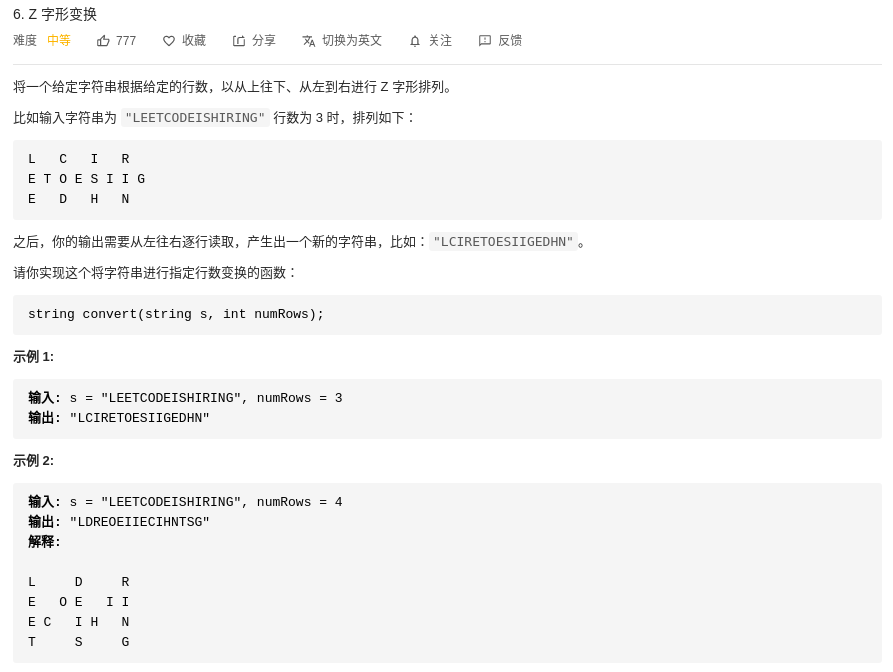 6. Z 字形变换
难度 中等 777 收藏 分享 切换为英文 关注 反馈
将一个给定字符串根据给定的行数，以从上往下、从左到右进行 Z 字形排列。
比如输入字符串为 "LEETCODEISHIRING" 行数为 3 时，排列如下：
L   C   I   R
E T O E S I I G
E   D   H   N
之后，你的输出需要从左往右逐行读取，产生出一个新的字符串，比如："LCIRETOESIIGEDHN"。
请你实现这个将字符串进行指定行数变换的函数：
string convert(string s, int numRows);
示例 1:
输入: s = "LEETCODEISHIRING", numRows = 3
输出: "LCIRETOESIIGEDHN"
示例 2:
输入: s = "LEETCODEISHIRING", numRows = 4
输出: "LDREOEIIECIHNTSG"
解释:
L     D     R
E   O E   I I
E C   I H   N
T     S     G